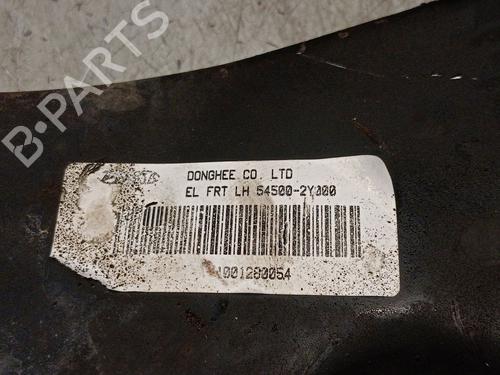 B-PARTS
DONGHEE CO. LTD
EL FRT LH 54500-2Y000
1001280054